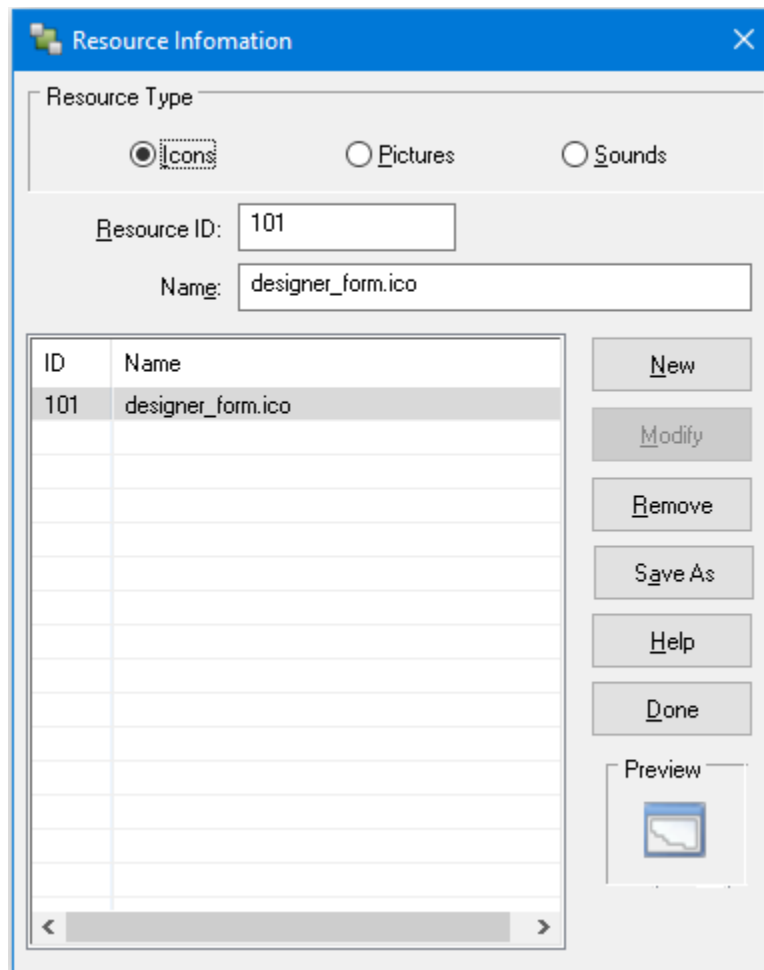 Resource Infomation
Resource Type
Icons Pictures Sounds
Resource ID: 101
Name: designer_form.ico
ID Name New
101 designer_form.ico
Modify
Remove
Save As
Help
Done
Preview